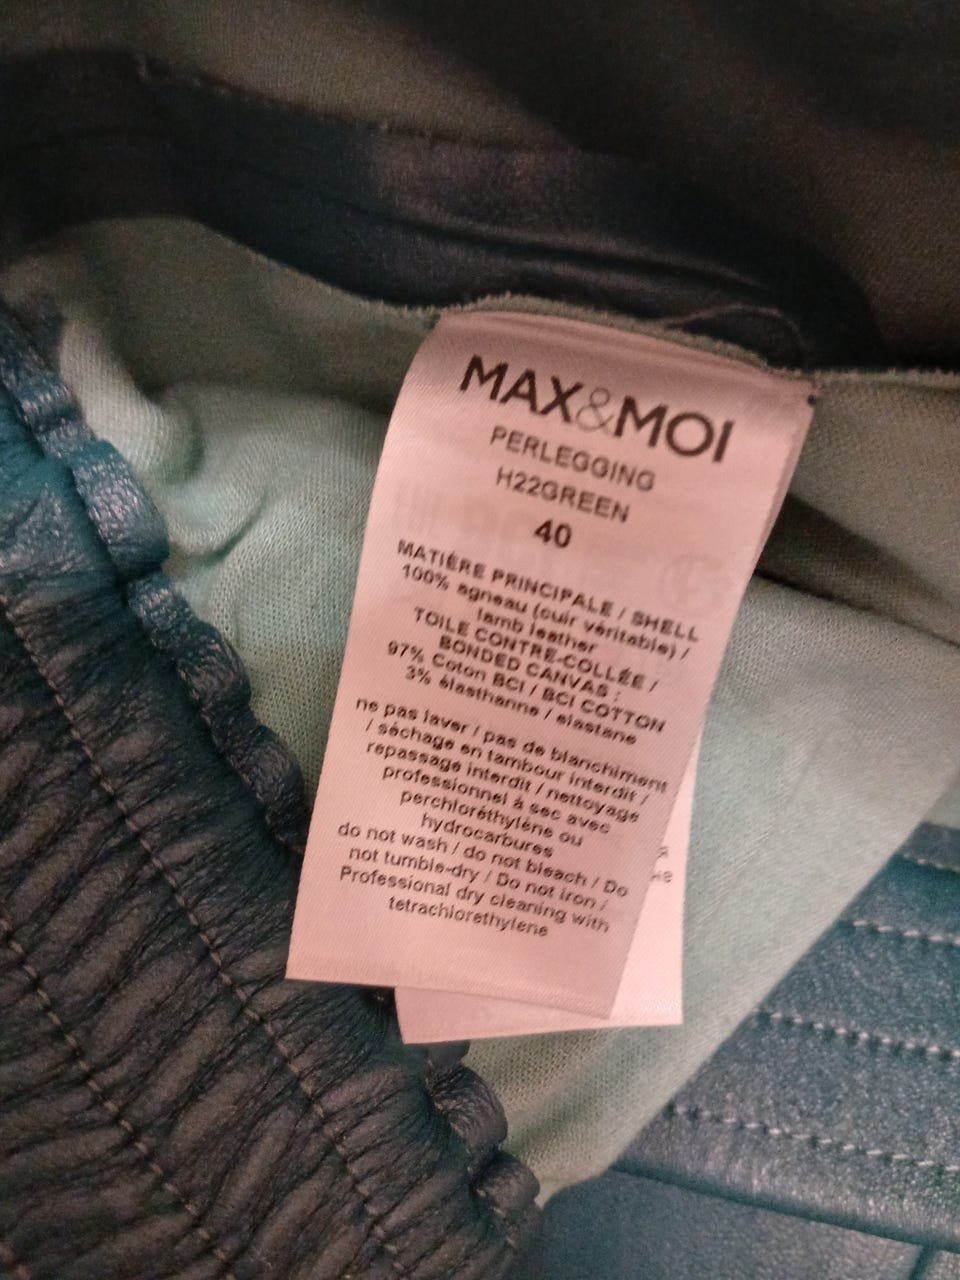 MAX&MOI
PERLEGGING
H22GREEN
40
MATIÈRE PRINCIPALE / SHELL
100% agneau (cuir véritable) /
lamb leather
TOILE CONTRE-COLLÉE /
BONDED CANVAS :
97% Coton BCI / BCI COTTON
3% élasthanne / elastane
ne pas laver / pas de blanchiment
/ séchage en tambour interdit /
repassage interdit / nettoyage
professionnel à sec avec
perchloréthylène ou
hydrocarbures
do not wash / do not bleach / Do
not tumble-dry / Do not iron /
Professional dry cleaning with
tetrachlorethylene